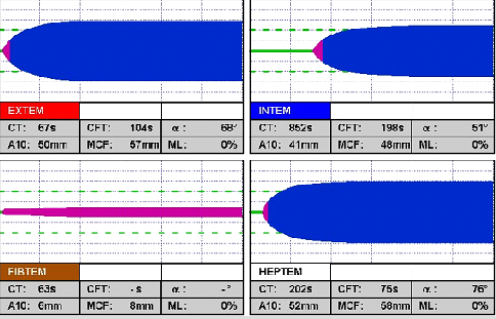 EXTEM
CT: 67s CFT: 104s α : 68°
A10: 50mm MCF: 57mm ML: 0%
INTEM
CT: 852s CFT: 198s α : 51°
A10: 41mm MCF: 48mm ML: 0%
FIBTEM
CT: 63s CFT: - s α : -°
A10: 6mm MCF: 8mm ML: 0%
HEPTEM
CT: 202s CFT: 75s α : 76°
A10: 52mm MCF: 58mm ML: 0%